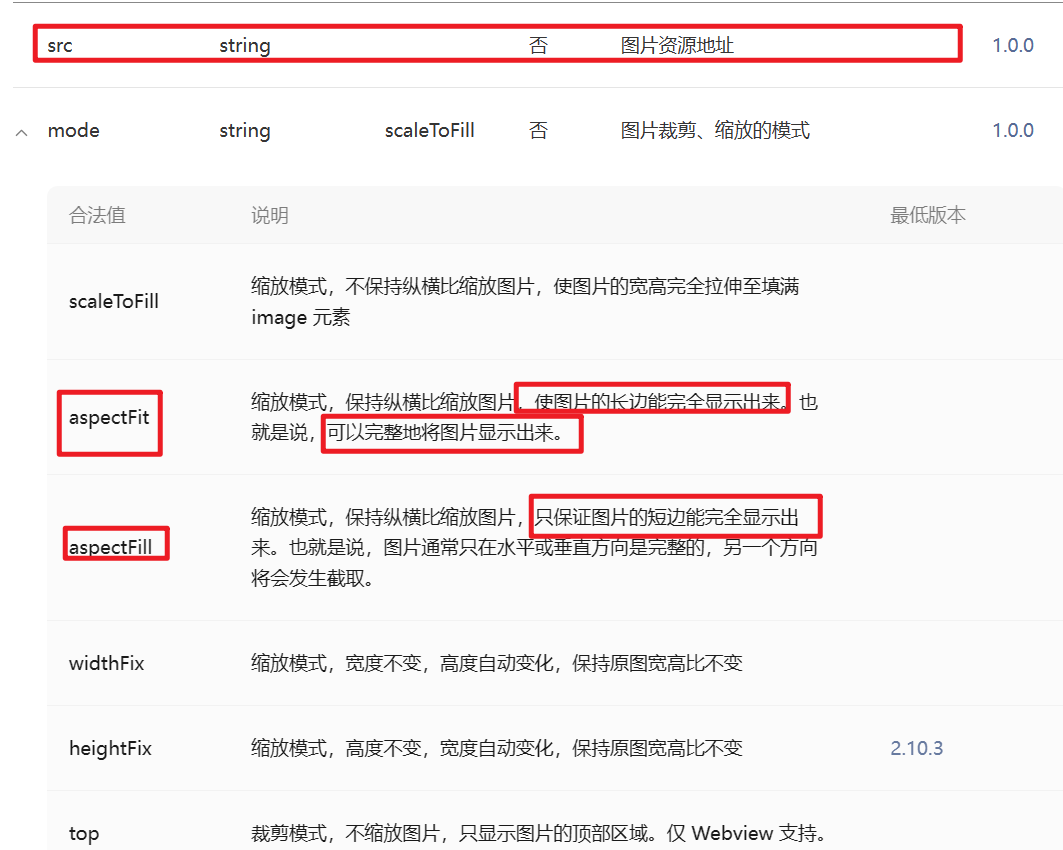 src string 否 图片资源地址 1.0.0
mode string scaleToFill 否 图片裁剪、缩放的模式 1.0.0
合法值 说明 最低版本
scaleToFill 缩放模式，不保持纵横比缩放图片，使图片的宽高完全拉伸至填满
image 元素
aspectFit 缩放模式，保持纵横比缩放图片，使图片的长边能完全显示出来。也
就是说，可以完整地将图片显示出来。
aspectFill 缩放模式，保持纵横比缩放图片，只保证图片的短边能完全显示出
来。也就是说，图片通常只在水平或垂直方向是完整的，另一个方向
将会发生截取。
widthFix 缩放模式，宽度不变，高度自动变化，保持原图宽高比不变
heightFix 缩放模式，高度不变，宽度自动变化，保持原图宽高比不变 2.10.3
top 裁剪模式，不缩放图片，只显示图片的顶部区域。仅 Webview 支持。